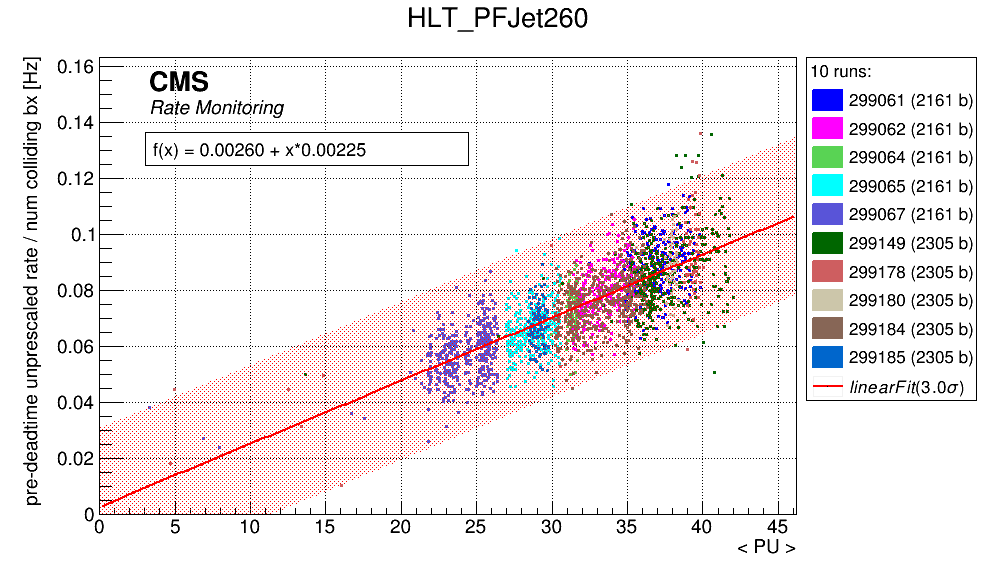 HLT_PFJet260
pre-deadtime unprescaled rate / num colliding bx [Hz]
0.16
0.14
0.12
0.1
0.08
0.06
0.04
0.02
0
CMS
Rate Monitoring
f(x) = 0.00260 + x*0.00225
0 5 10 15 20 25 30 35 40 45
< PU >
10 runs:
299061 (2161 b)
299062 (2161 b)
299064 (2161 b)
299065 (2161 b)
299067 (2161 b)
299149 (2305 b)
299178 (2305 b)
299180 (2305 b)
299184 (2305 b)
299185 (2305 b)
linearFit(3.0σ)